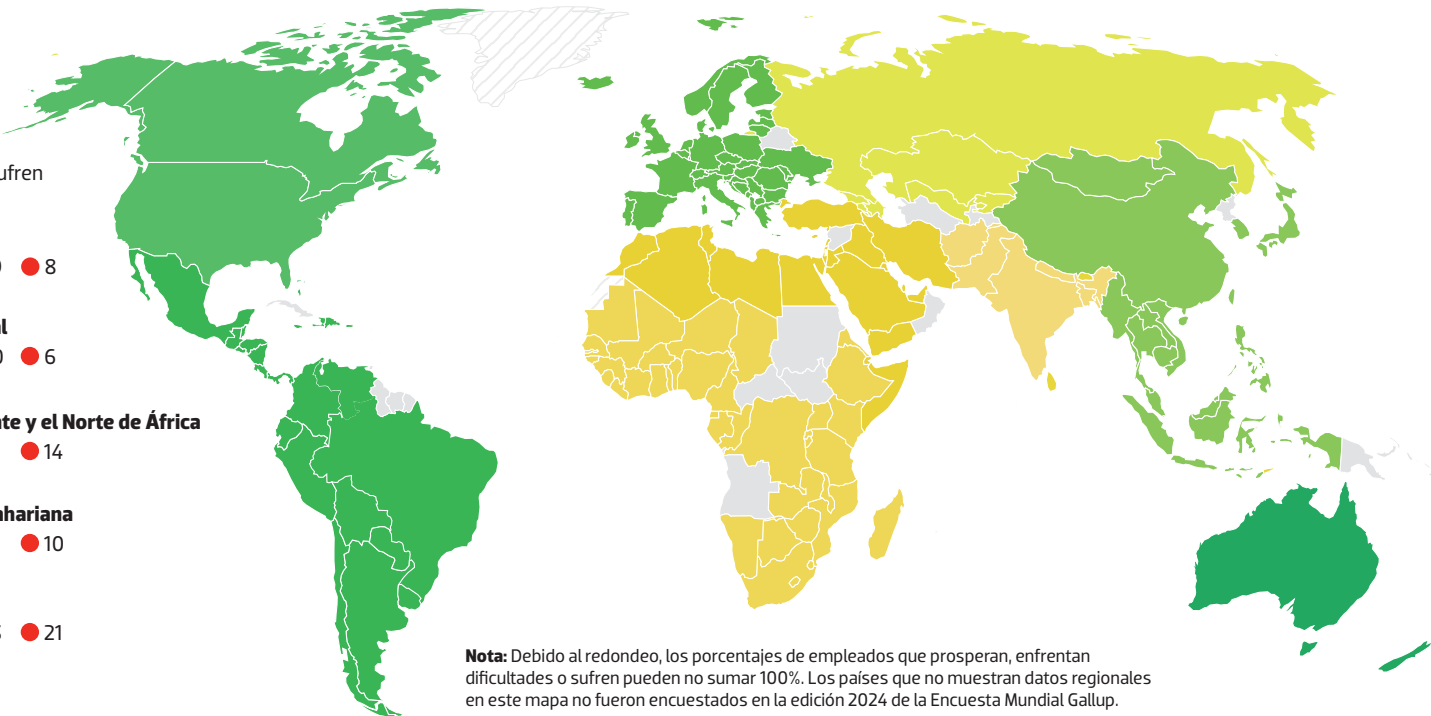 ufren
8
l
0 6
te y el Norte de África
14
hariana
10
21
Nota: Debido al redondeo, los porcentajes de empleados que prosperan, enfrentan
dificultades o sufren pueden no sumar 100%. Los países que no muestran datos regionales
en este mapa no fueron encuestados en la edición 2024 de la Encuesta Mundial Gallup.